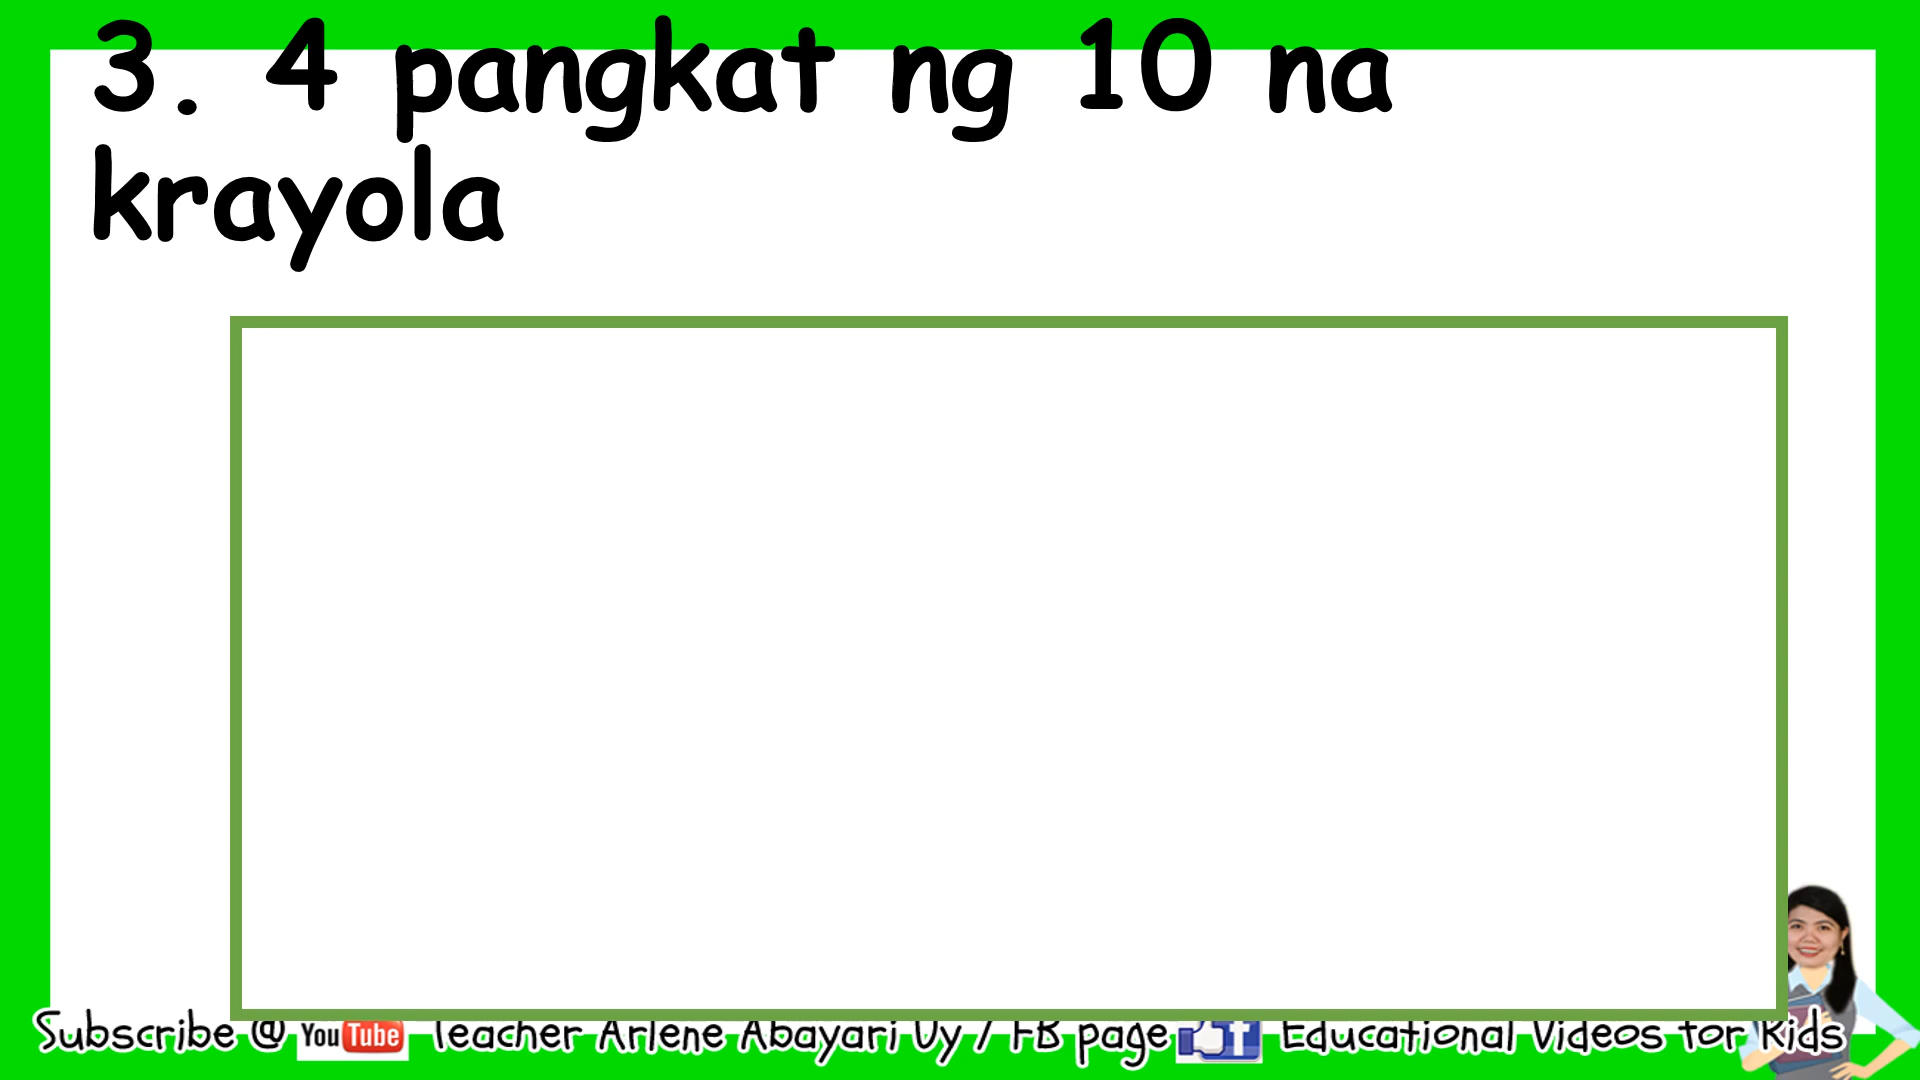 3. 4 pangkat ng 10 na
krayola
Subscribe @ YouTube Teacher Arlene Abayari Uy / FB page f Educational Videos for Kids